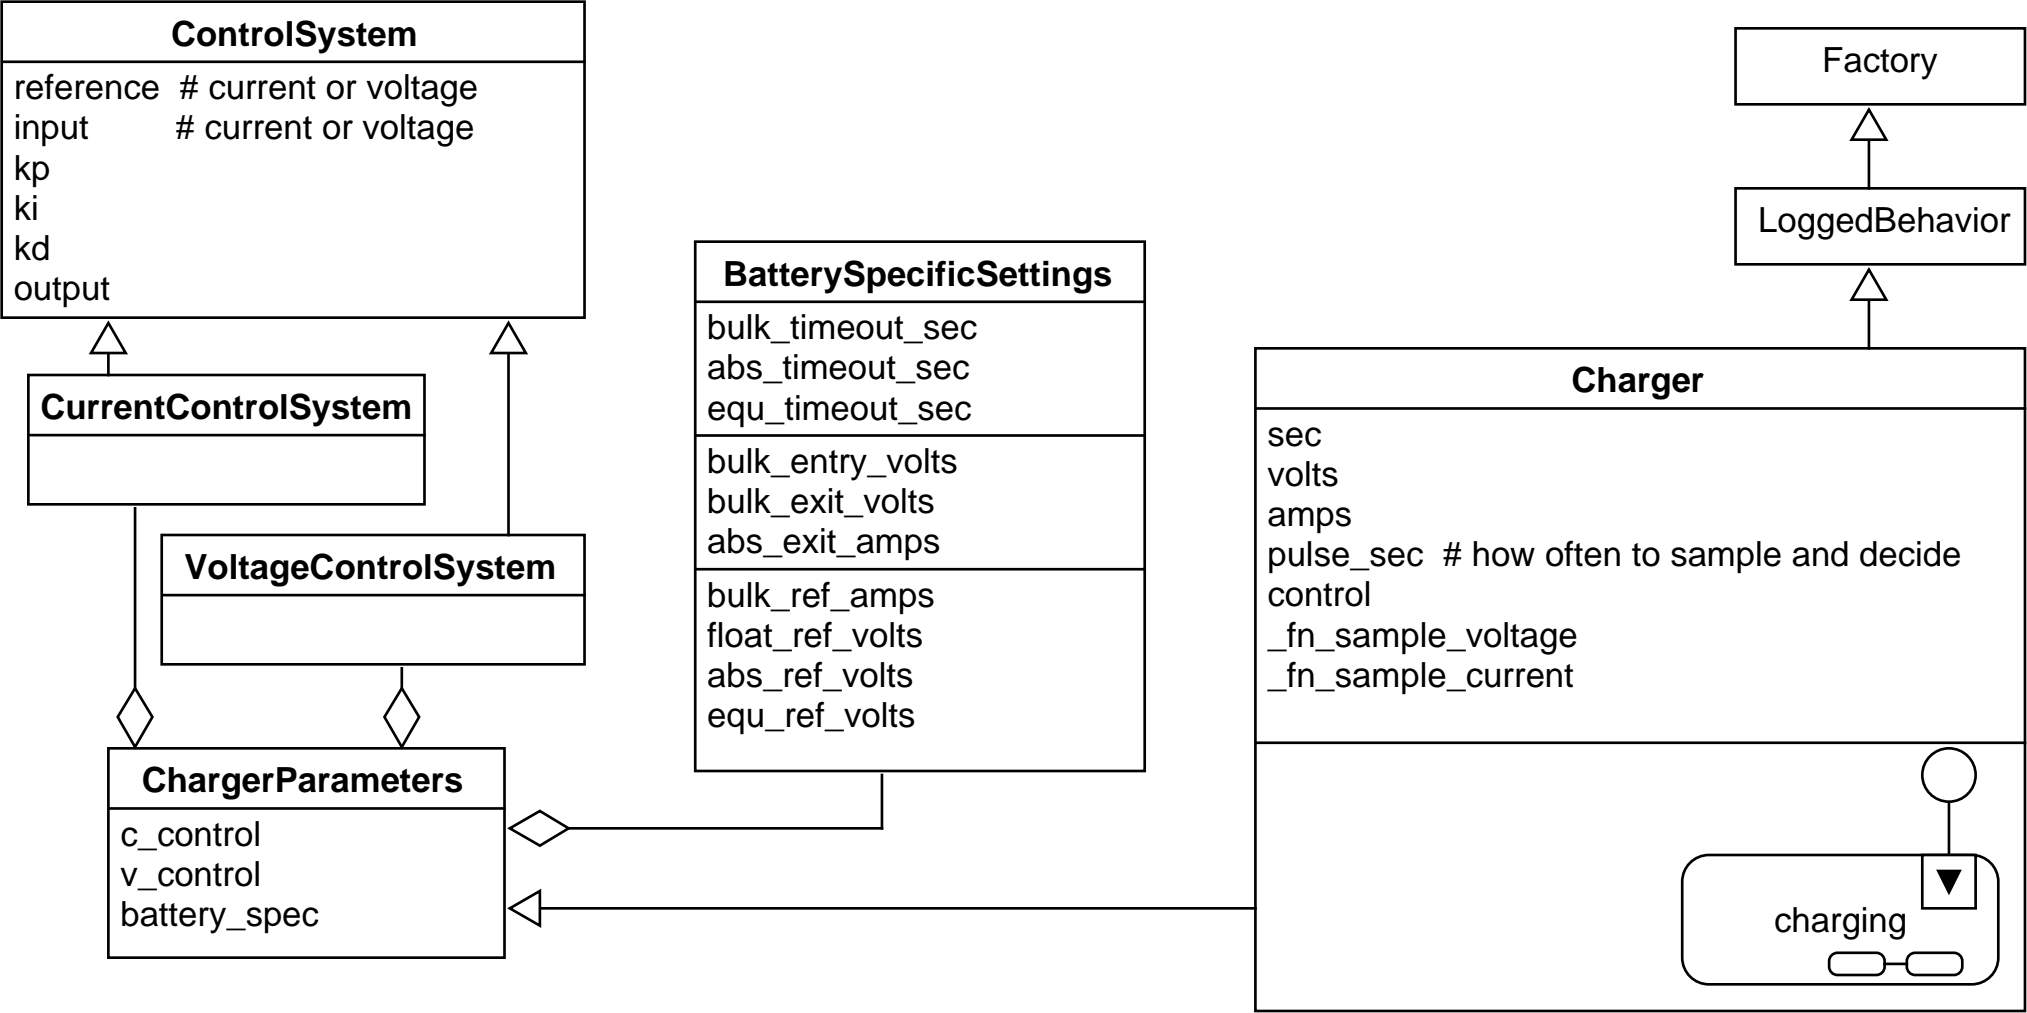 ControlSystem
reference # current or voltage
input # current or voltage
kp
ki
kd
output
CurrentControlSystem
VoltageControlSystem
ChargerParameters
c_control
v_control
battery_spec
BatterySpecificSettings
bulk_timeout_sec
abs_timeout_sec
equ_timeout_sec
bulk_entry_volts
bulk_exit_volts
abs_exit_amps
bulk_ref_amps
float_ref_volts
abs_ref_volts
equ_ref_volts
Factory
LoggedBehavior
Charger
sec
volts
amps
pulse_sec # how often to sample and decide
control
_fn_sample_voltage
_fn_sample_current
charging